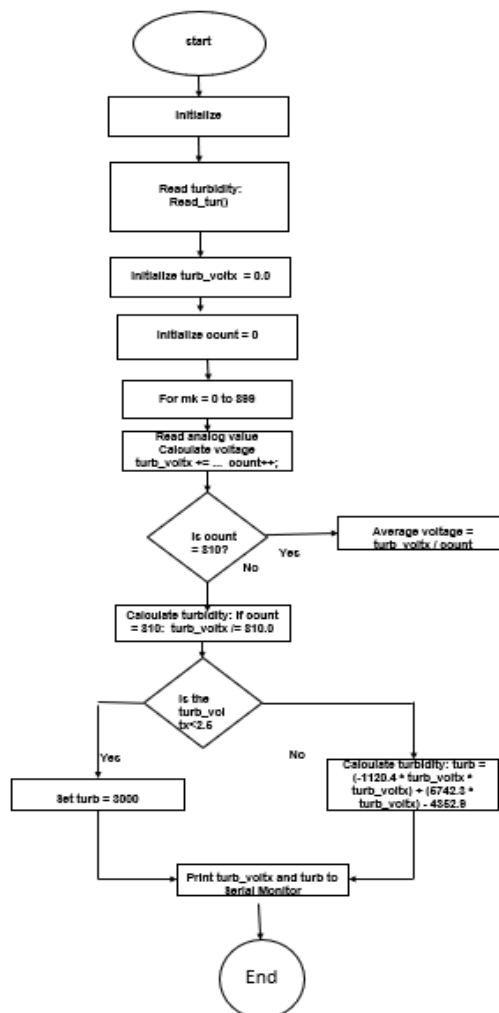 start
Initialize
Read turbidity:
Read_tur()
Initialize turb_voltx = 0.0
Initialize count = 0
For mk = 0 to 899
Read analog value
Calculate voltage
turb_voltx += ... count++;
Is count
= 810?
Yes
No
Average voltage =
turb_voltx / count
Calculate turbidity: If count
= 810: turb_voltx /= 810.0
Is the
turb_vol
tx<2.5
Yes
No
Set turb = 3000
Calculate turbidity: turb =
(-1120.4 * turb_voltx *
turb_voltx) + (5742.3 *
turb_voltx) - 4352.9
Print turb_voltx and turb to
Serial Monitor
End